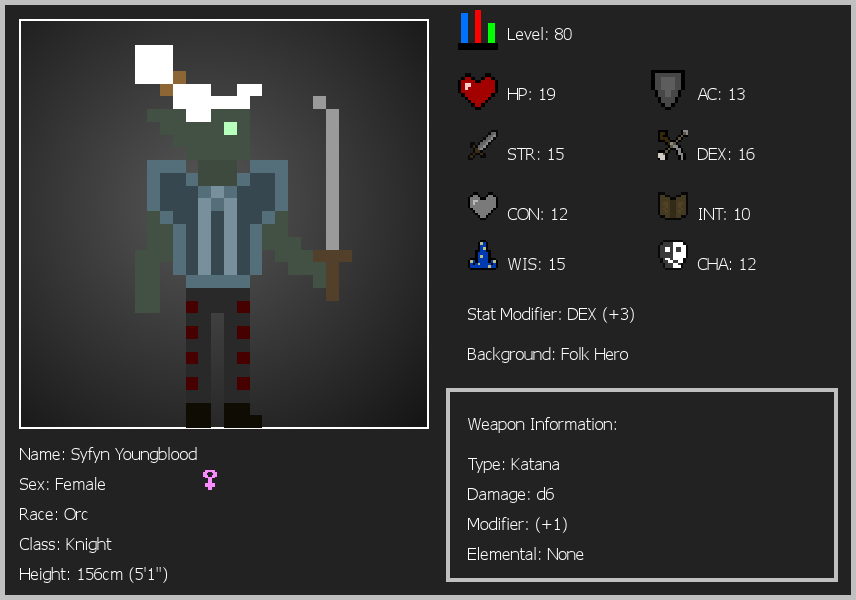 Level: 80
HP: 19
AC: 13
STR: 15
DEX: 16
CON: 12
INT: 10
WIS: 15
CHA: 12
Stat Modifier: DEX (+3)
Background: Folk Hero
Weapon Information:
Type: Katana
Damage: d6
Modifier: (+1)
Elemental: None
Name: Syfyn Youngblood
Sex: Female
Race: Orc
Class: Knight
Height: 156cm (5'1")